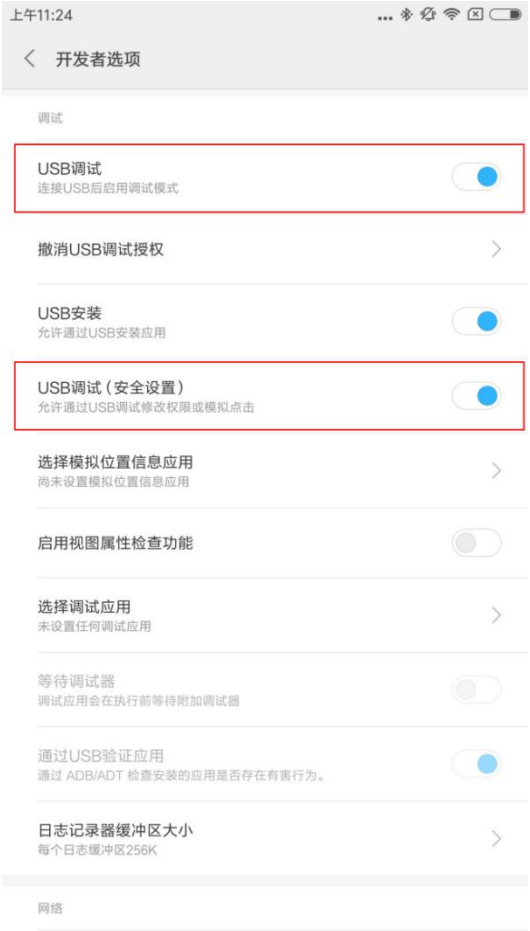 上午11:24
...
开发者选项
调试
USB调试
连接USB后启用调试模式
撤消USB调试授权
USB安装
允许通过USB安装应用
USB调试（安全设置）
允许通过USB调试修改权限或模拟点击
选择模拟位置信息应用
尚未设置模拟位置信息应用
启用视图属性检查功能
选择调试应用
未设置任何调试应用
等待调试器
调试应用会在执行前等待附加调试器
通过USB验证应用
通过 ADB/ADT 检查安装的应用是否存在有害行为。
日志记录器缓冲区大小
每个日志缓冲区256K
网络